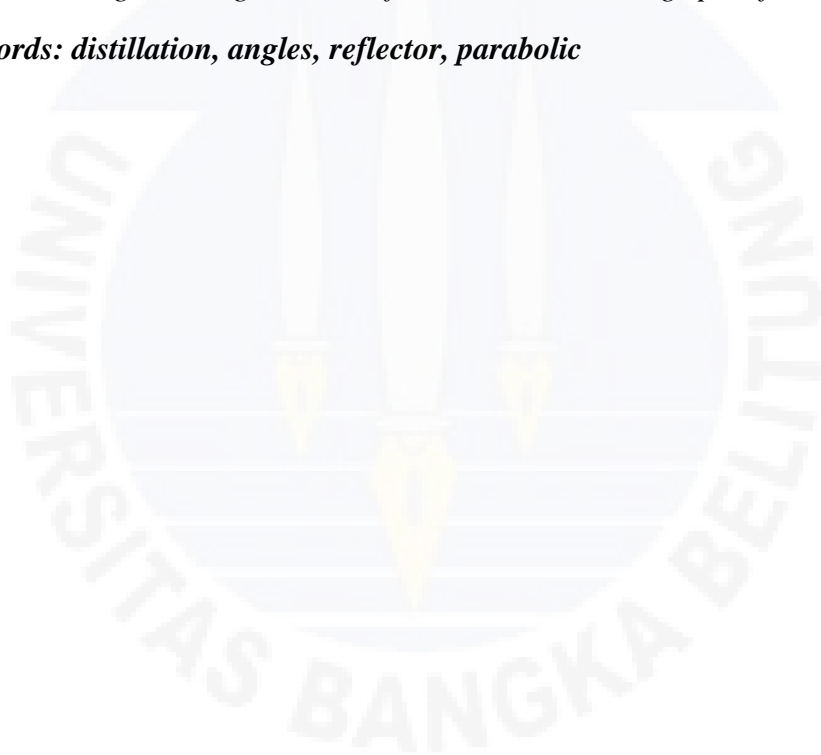 ords: distillation, angles, reflector, parabolic
UNIVERSITAS BANGKA BELITUNG